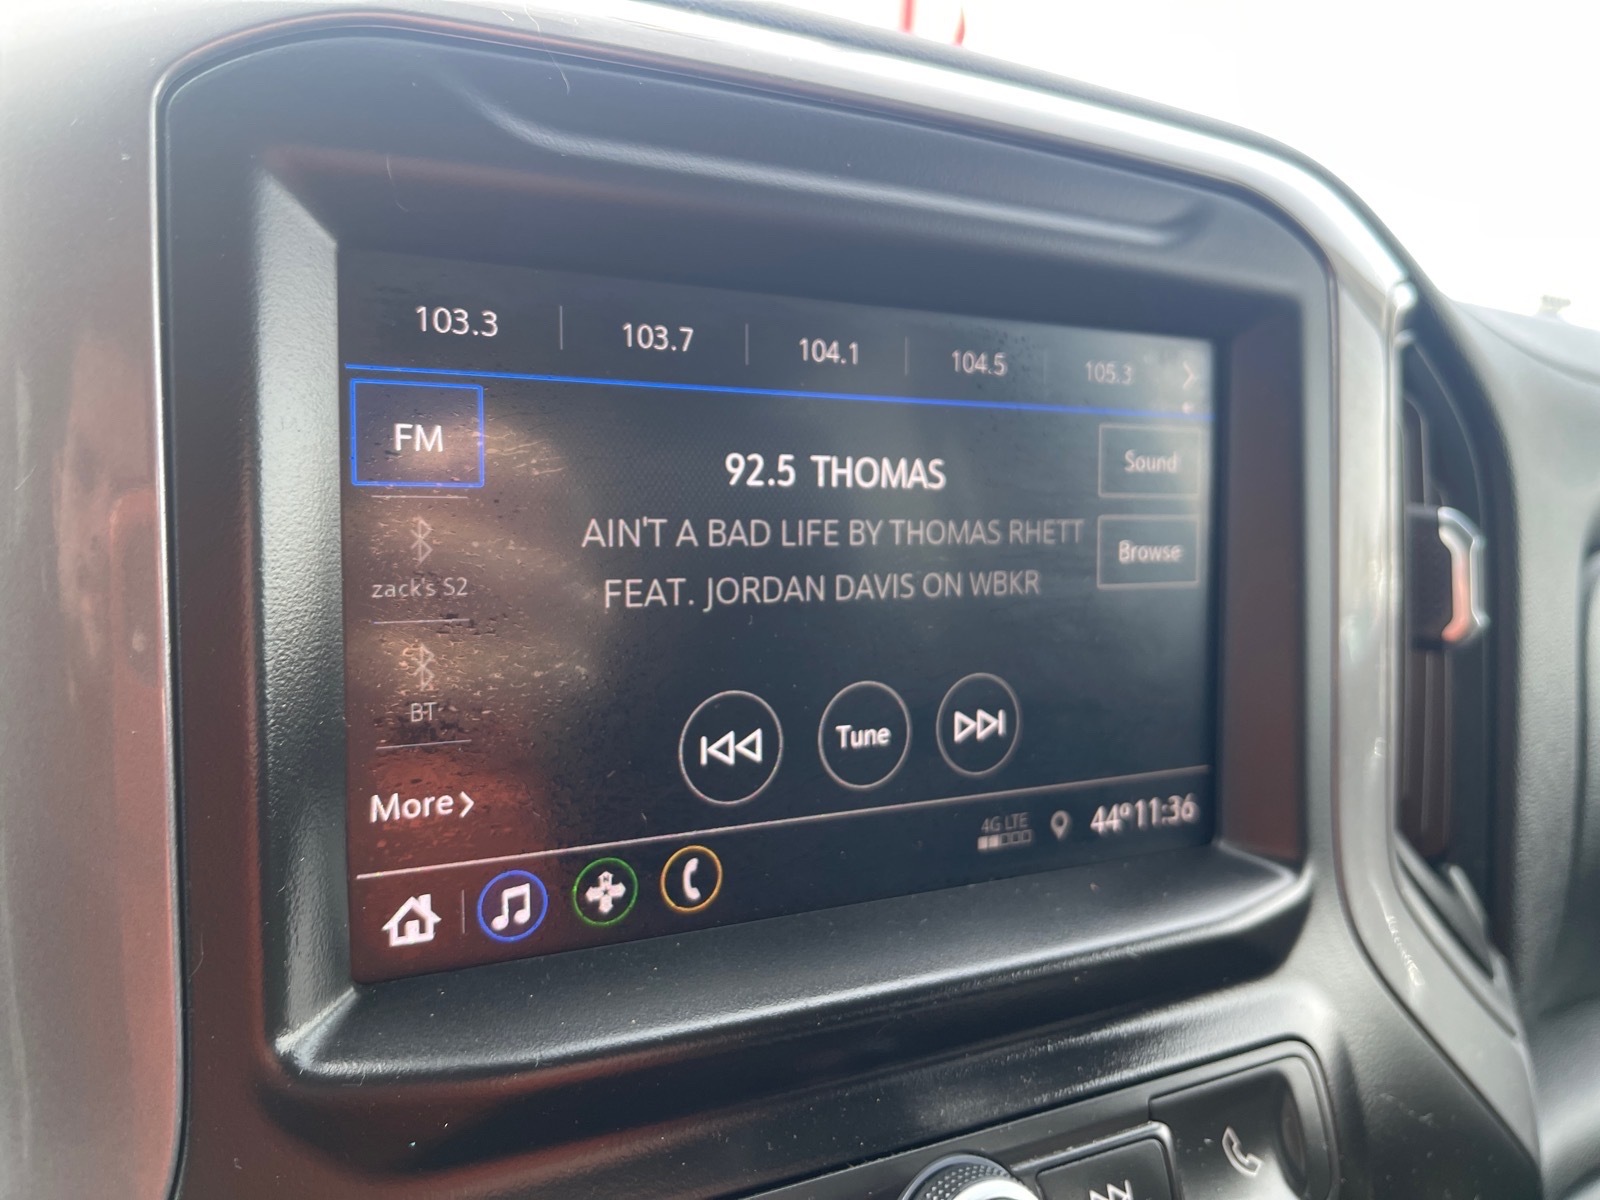 103.3
103.7
104.1
104.5
105.3
FM
92.5 THOMAS
Sound
AIN'T A BAD LIFE BY THOMAS RHETT
Browse
FEAT. JORDAN DAVIS ON WBKR
zack's S2
BT
Tune
More
4G LTE
44° 11:36